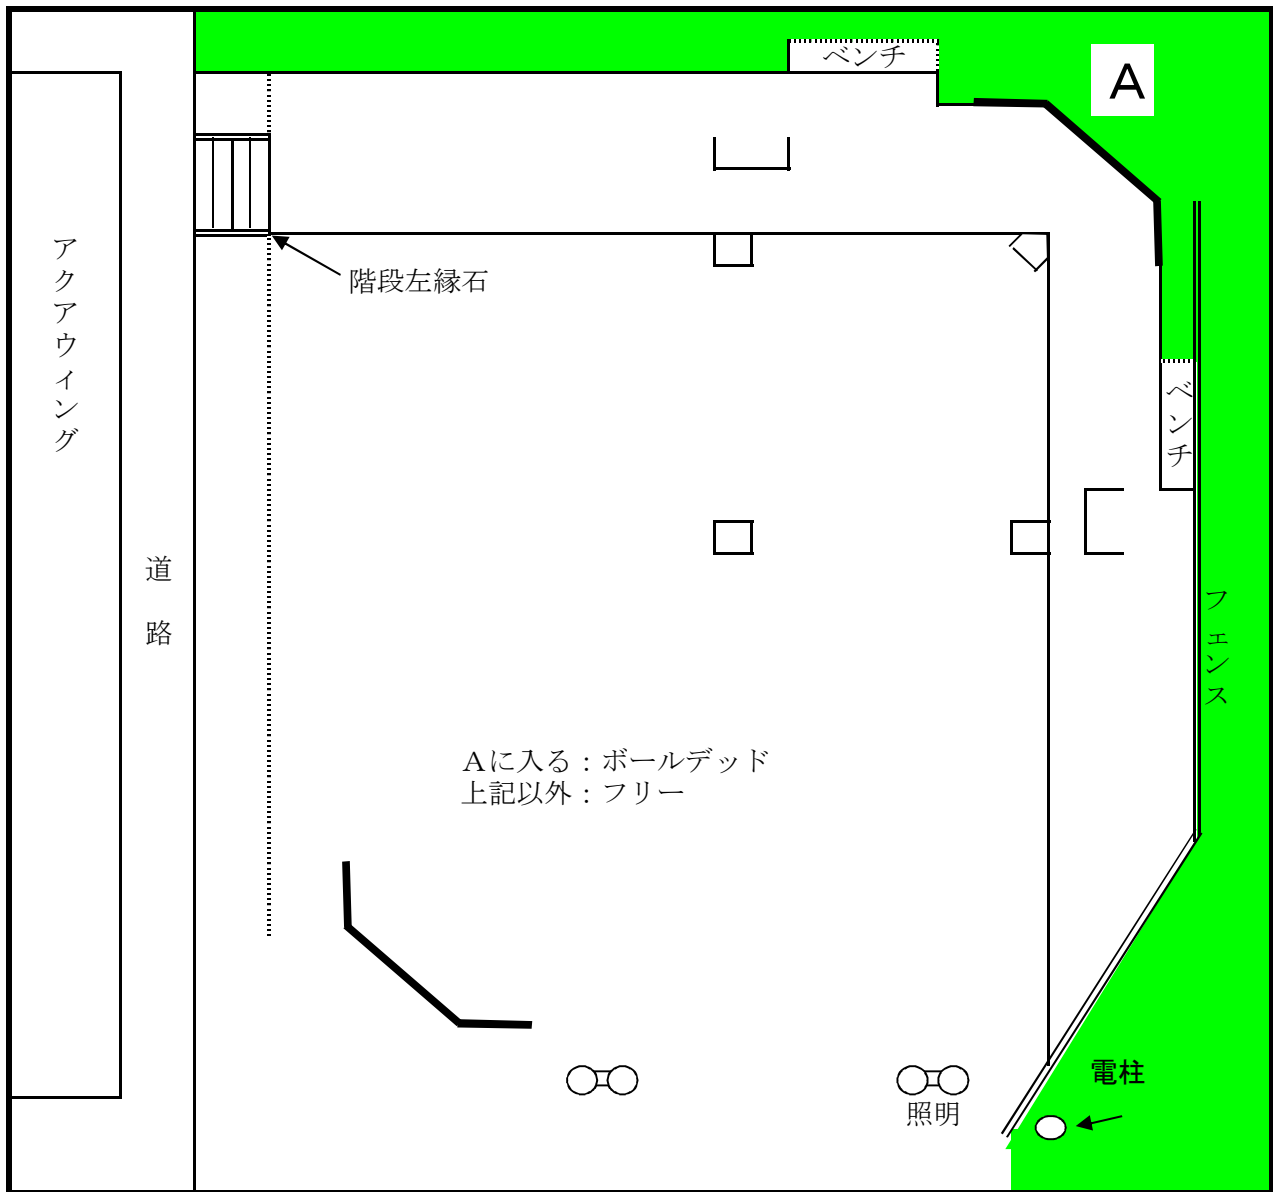 ベンチ
A
アクアウィング
階段左縁石
ベンチ
道路
フェンス
Aに入る：ボールデッド
上記以外：フリー
電柱
照明